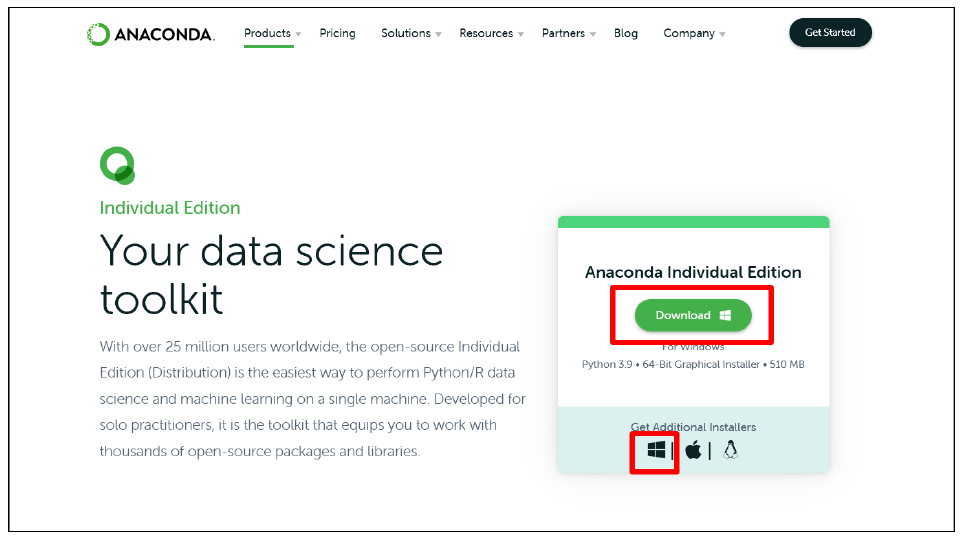 ANACONDA.
Products
Pricing
Solutions
Resources
Partners
Blog
Company
Get Started
Individual Edition
Your data science
toolkit
With over 25 million users worldwide, the open-source Individual
Edition (Distribution) is the easiest way to perform Python/R data
science and machine learning on a single machine. Developed for
solo practitioners, it is the toolkit that equips you to work with
thousands of open-source packages and libraries.
Anaconda Individual Edition
Download
For Windows
Python 3.9 • 64-Bit Graphical Installer • 510 MB
Get Additional Installers
| |